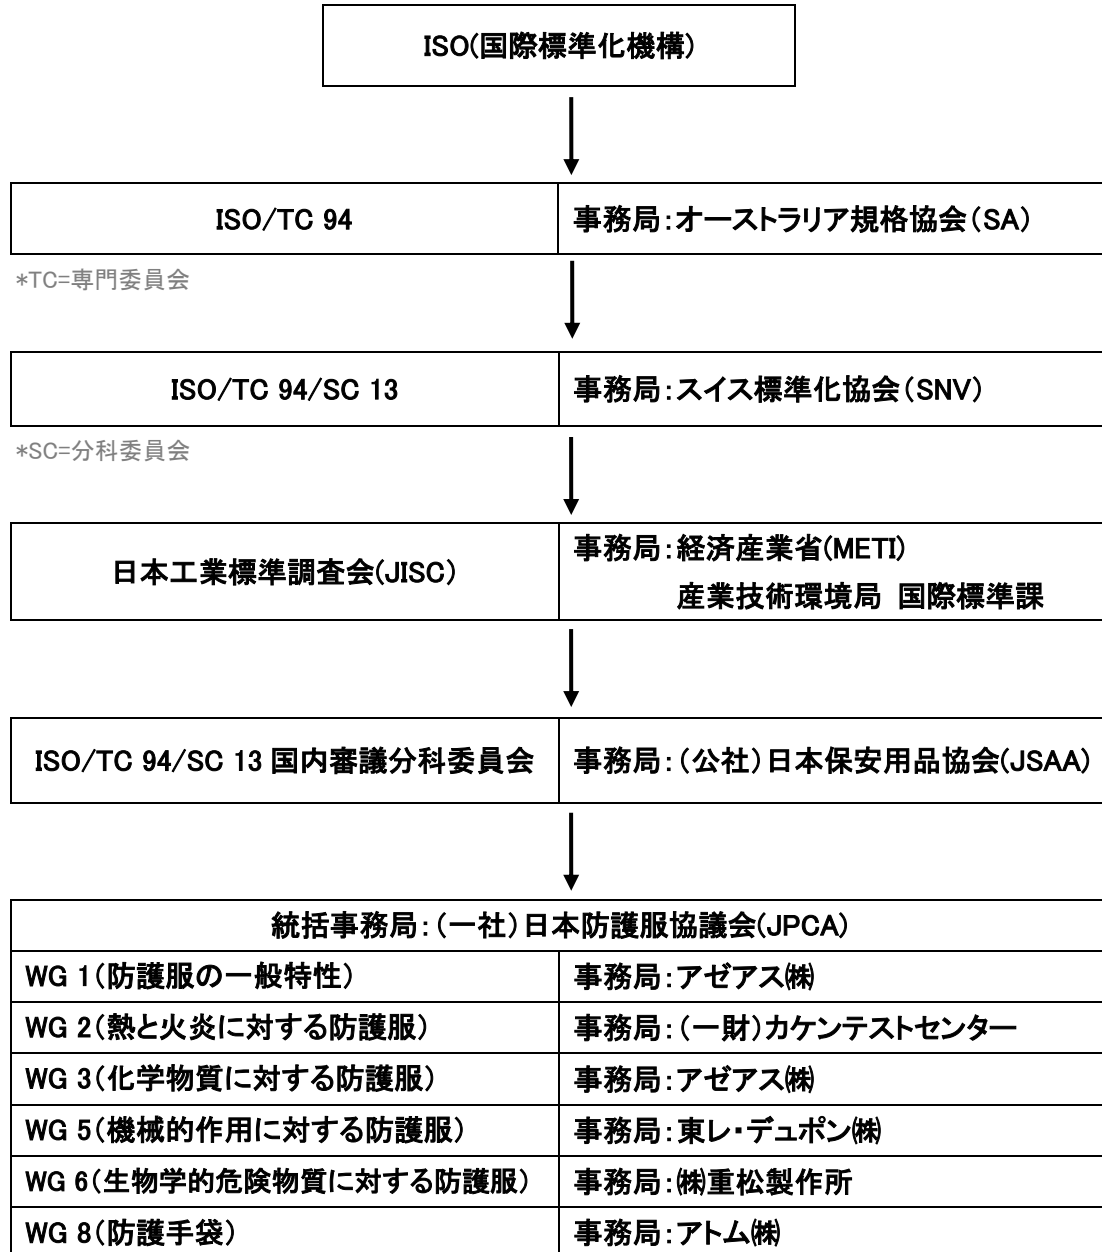 ISO(国際標準化機構)
ISO/TC 94
事務局：オーストラリア規格協会（SA）
*TC=専門委員会
ISO/TC 94/SC 13
事務局：スイス標準化協会（SNV）
*SC=分科委員会
日本工業標準調査会(JISC)
事務局：経済産業省(METI)
産業技術環境局 国際標準課
ISO/TC 94/SC 13 国内審議分科委員会
事務局：（公社）日本保安用品協会(JSAA)
統括事務局：（一社）日本防護服協議会(JPCA)
WG 1（防護服の一般特性）
事務局：アゼアス㈱
WG 2（熱と火炎に対する防護服）
事務局：（一財）カケンテストセンター
WG 3（化学物質に対する防護服）
事務局：アゼアス㈱
WG 5（機械的作用に対する防護服）
事務局：東レ・デュポン㈱
WG 6（生物学的危険物質に対する防護服）
事務局：㈱重松製作所
WG 8（防護手袋）
事務局：アトム㈱